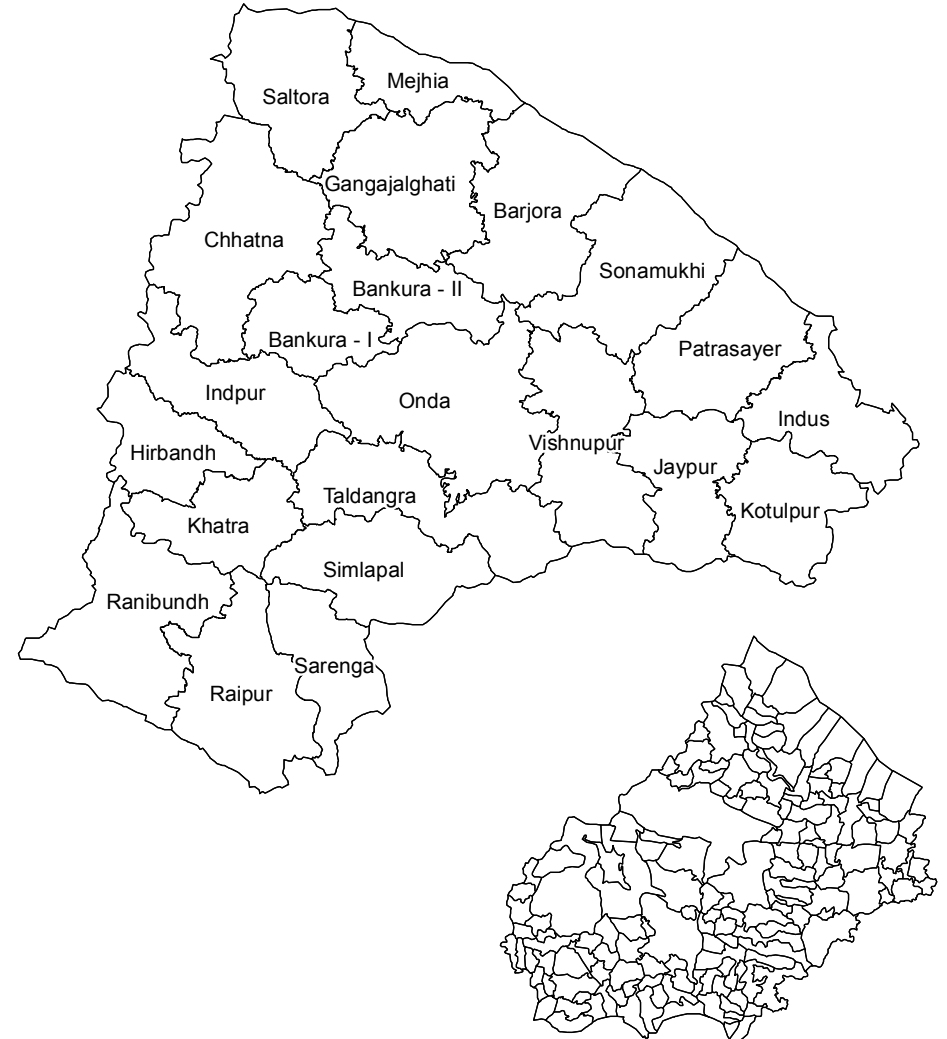 Mejhia
Saltora
Gangajalghati
Barjora
Chhatna
Sonamukhi
Bankura - II
Bankura - I
Patrasayer
Indpur
Onda
Indus
Vishnupur
Hirbandh
Jaypur
Taldangra
Kotulpur
Khatra
Simlapal
Ranibundh
Sarenga
Raipur